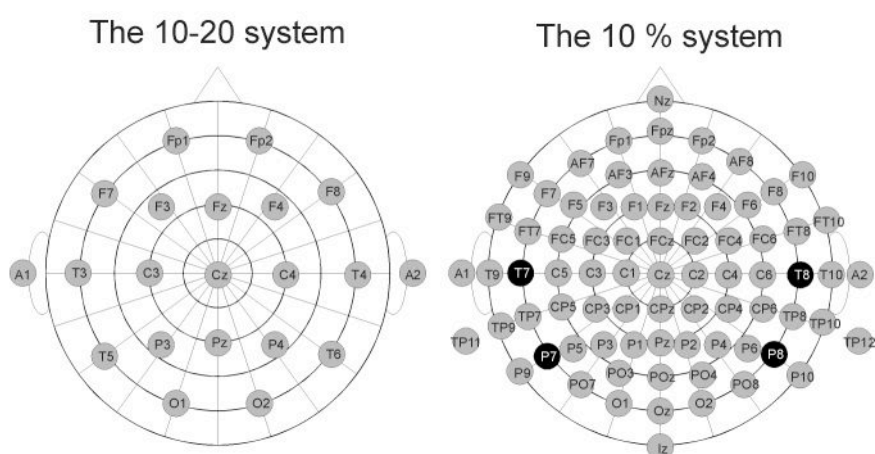 The 10-20 system
Fp1 Fp2
F7 F3 Fz F4 F8
A1 T3 C3 Cz C4 T4 A2
T5 P3 Pz P4 T6
O1 O2
The 10 % system
Nz
Fp1 Fpz Fp2
AF7 AF3 AFz AF4 AF8
F9 F7 F5 F3 F1 Fz F2 F4 F6 F8 F10
FT9 FT7 FC5 FC3 FC1 FCz FC2 FC4 FC6 FT8 FT10
A1 T9 T7 C5 C3 C1 Cz C2 C4 C6 T8 T10 A2
TP11 TP9 TP7 CP5 CP3 CP1 CPz CP2 CP4 CP6 TP8 TP10 TP12
P9 P7 P5 P3 P1 Pz P2 P4 P6 P8 P10
PO7 PO3 POz PO4 PO8
O1 Oz O2
Iz